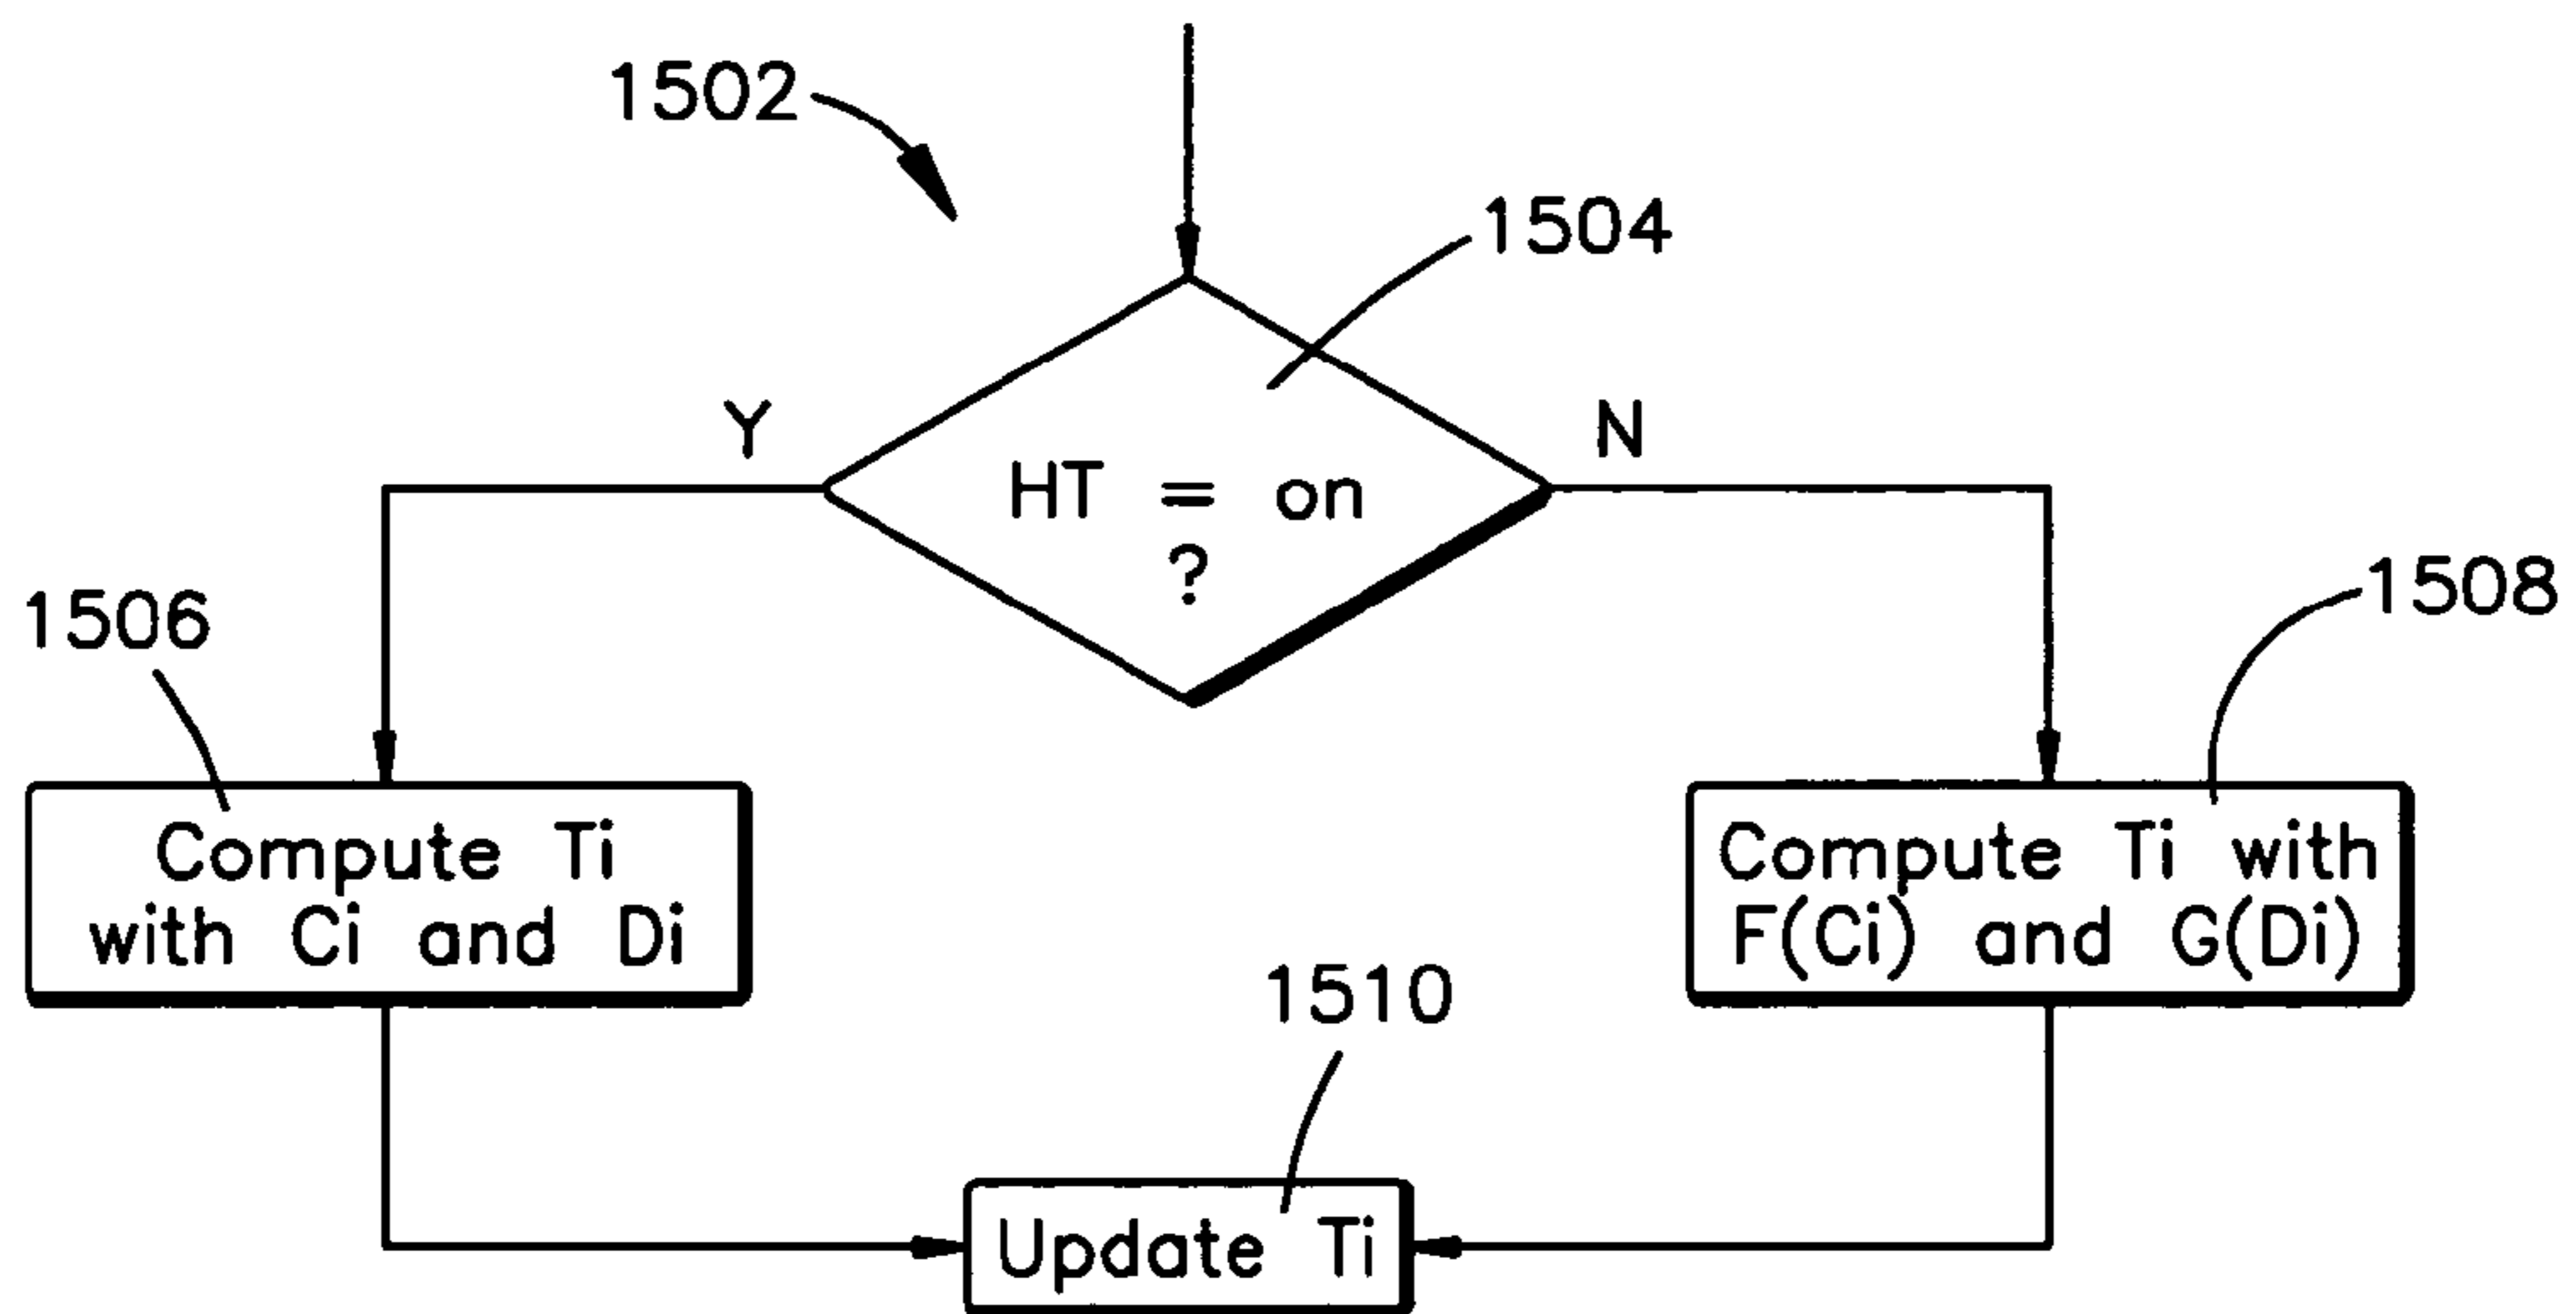 1502
1504
Y
N
HT = on
?
1506
1508
Compute Ti
with Ci and Di
Compute Ti with
F(Ci) and G(Di)
1510
Update Ti